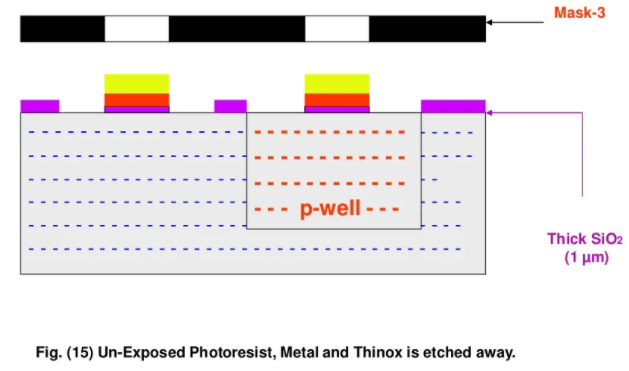 Mask-3
p-well
Thick SiO₂
(1 µm)
Fig. (15) Un-Exposed Photoresist, Metal and Thinox is etched away.